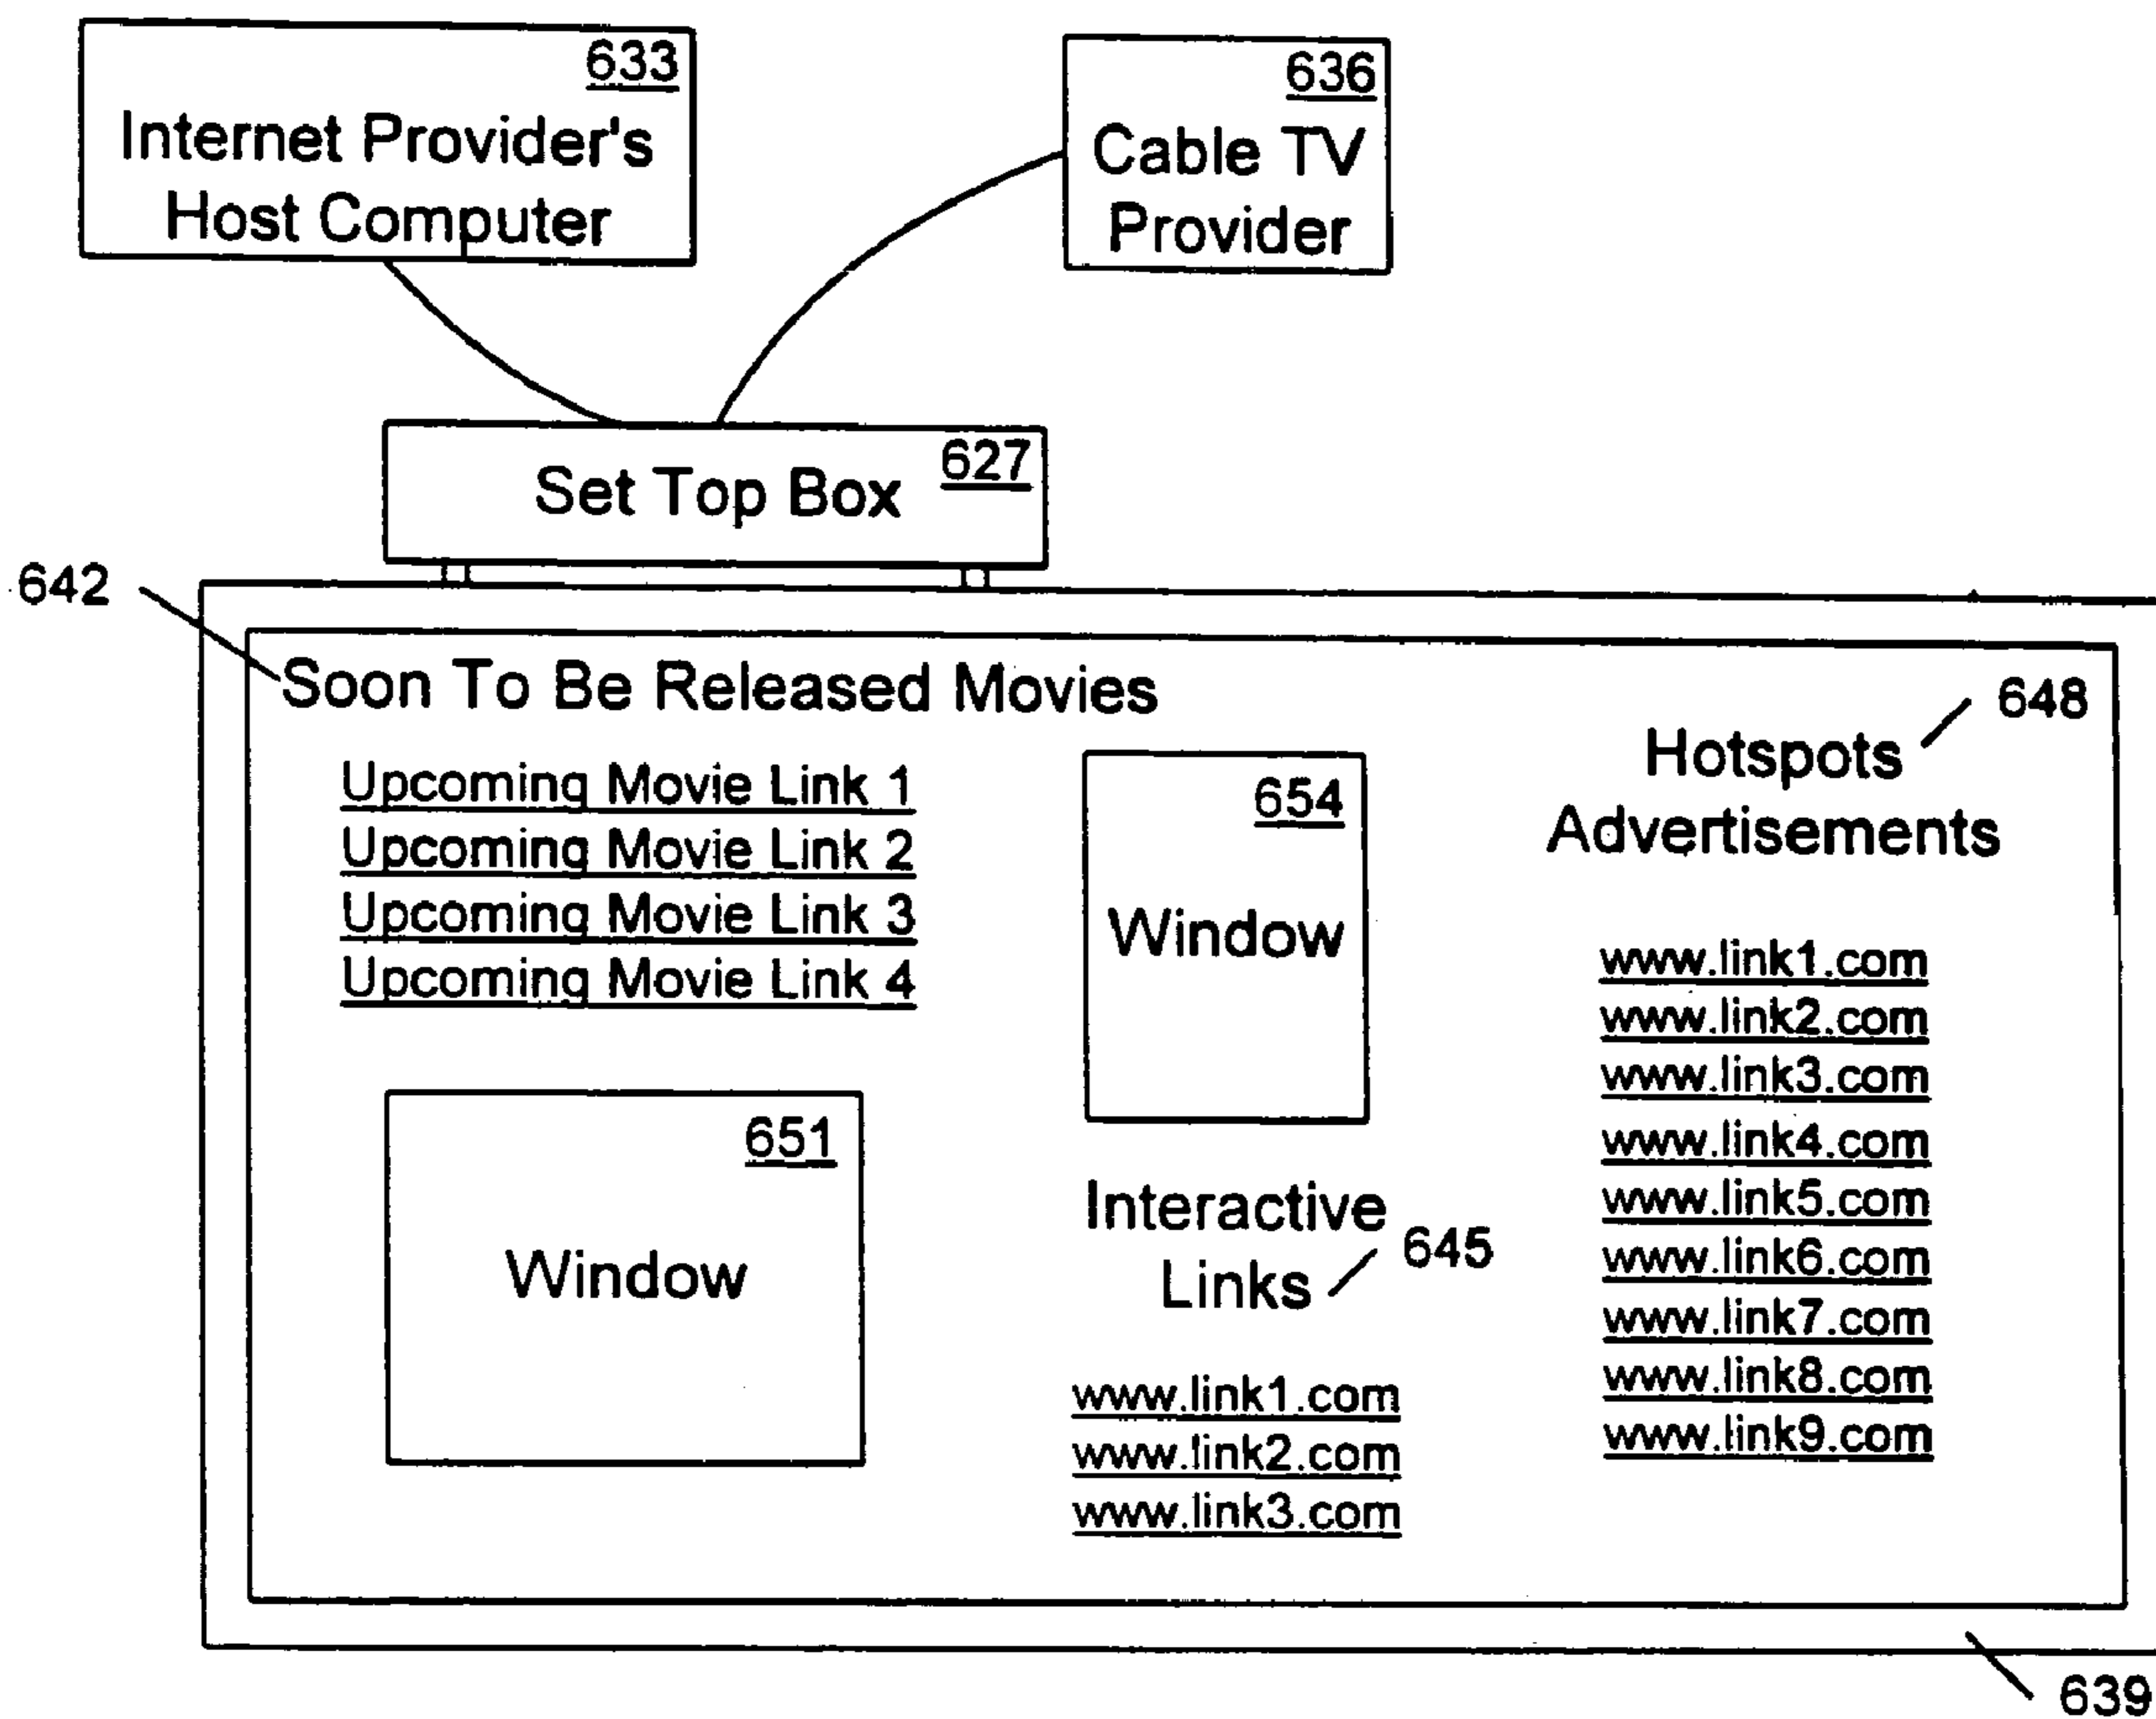 633
Internet Provider's
Host Computer
636
Cable TV
Provider
627
Set Top Box
642
Soon To Be Released Movies
Upcoming Movie Link 1
Upcoming Movie Link 2
Upcoming Movie Link 3
Upcoming Movie Link 4
651
Window
654
Window
Interactive
Links
645
www.link1.com
www.link2.com
www.link3.com
648
Hotspots
Advertisements
www.link1.com
www.link2.com
www.link3.com
www.link4.com
www.link5.com
www.link6.com
www.link7.com
www.link8.com
www.link9.com
639